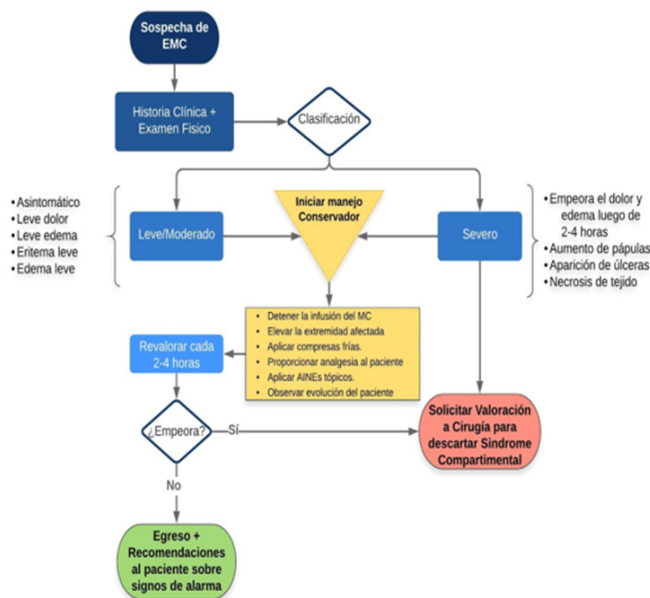 Sospecha de
EMC
Historia Clínica +
Examen Fisico
Clasificación
• Asintomático
• Leve dolor
• Leve edema
• Eritema leve
• Edema leve
Leve/Moderado
Iniciar manejo
Conservador
Severo
• Empeora el dolor y
edema luego de
2-4 horas
• Aumento de pápulas
• Aparición de úlceras
• Necrosis de tejido
• Detener la infusión del MC
• Elevar la extremidad afectada
• Aplicar compresas frías.
• Proporcionar analgesia al paciente
• Aplicar AINEs tópicos.
• Observar evolución del paciente
Revalorar cada
2-4 horas
¿Empeora?
Sí
Solicitar Valoración
a Cirugía para
descartar Sindrome
Compartimental
No
Egreso +
Recomendaciones
al paciente sobre
signos de alarma